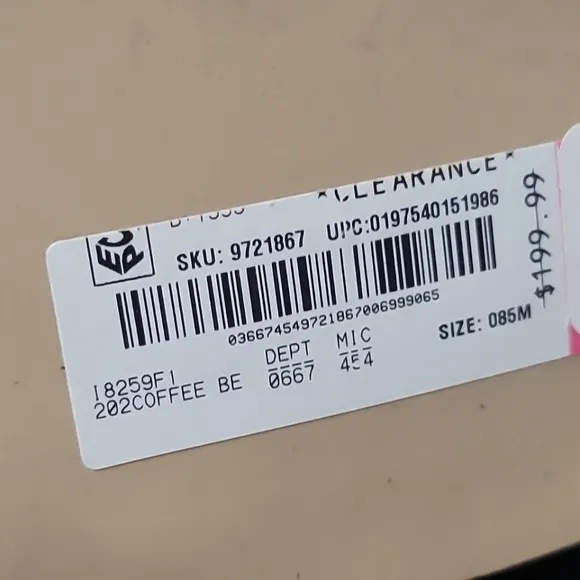 *CLEARANCE*
SKU: 9721867 UPC:0197540151986
036674549721867006999065
18259F1 DEPT MIC SIZE: 085M
202COFFEE BE 0667 454
$199.99